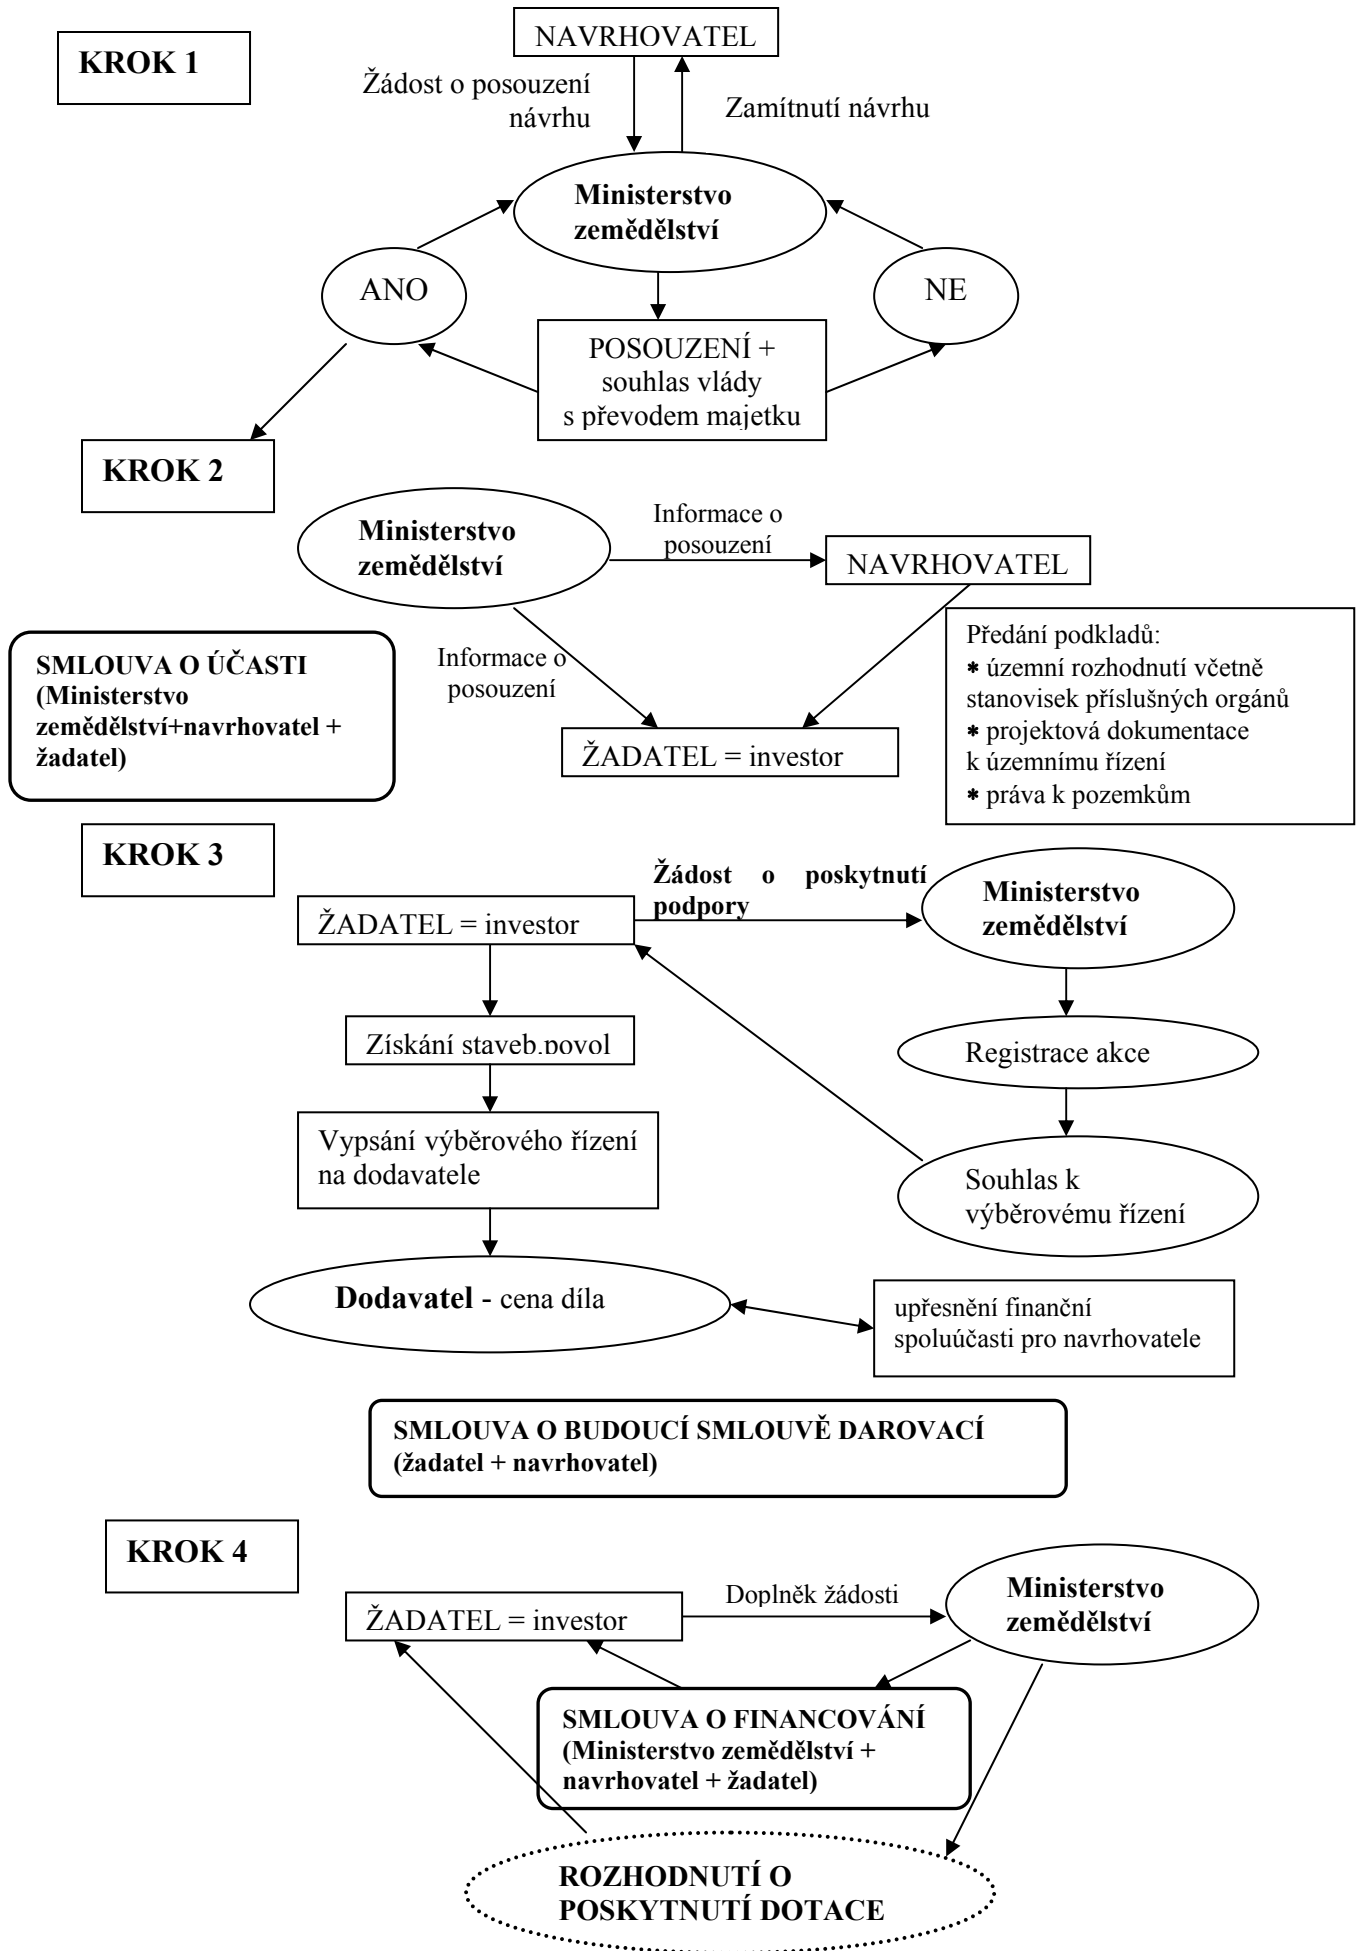 NAVRHOVATEL
KROK 1
Žádost o posouzení
návrhu
Zamítnutí návrhu
Ministerstvo
zemědělství
ANO
NE
POSOUZENÍ +
souhlas vlády
s převodem majetku
KROK 2
Ministerstvo
zemědělství
Informace o
posouzení
NAVRHOVATEL
SMLOUVA O ÚČASTI
(Ministerstvo
zemědělství+navrhovatel +
žadatel)
Informace o
posouzení
Předání podkladů:
∗ územní rozhodnutí včetně
stanovisek příslušných orgánů
∗ projektová dokumentace
k územnímu řízení
∗ práva k pozemkům
ŽADATEL = investor
KROK 3
ŽADATEL = investor
Žádost o poskytnutí
podpory
Ministerstvo
zemědělství
Získání staveb.povol
Registrace akce
Vypsání výběrového řízení
na dodavatele
Souhlas k
výběrovému řízení
Dodavatel - cena díla
upřesnění finanční
spoluúčasti pro navrhovatele
SMLOUVA O BUDOUCÍ SMLOUVĚ DAROVACÍ
(žadatel + navrhovatel)
KROK 4
ŽADATEL = investor
Doplněk žádosti
Ministerstvo
zemědělství
SMLOUVA O FINANCOVÁNÍ
(Ministerstvo zemědělství +
navrhovatel + žadatel)
ROZHODNUTÍ O
POSKYTNUTÍ DOTACE